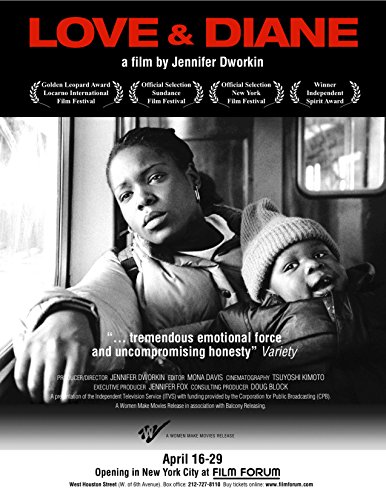 LOVE & DIANE
a film by Jennifer Dworkin
Golden Leopard Award
Locarno International
Film Festival
Official Selection
Sundance
Film Festival
Official Selection
New York
Film Festival
Winner
Independent
Spirit Award
“... tremendous emotional force
and uncompromising honesty” Variety
PRODUCER/DIRECTOR JENNIFER DWORKIN EDITOR MONA DAVIS CINEMATOGRAPHY TSUYOSHI KIMOTO
EXECUTIVE PRODUCER JENNIFER FOX CONSULTING PRODUCER DOUG BLOCK
A presentation of the Independent Television Service (ITVS) with funding provided by the Corporation for Public Broadcasting (CPB).
A Women Make Movies Release in association with Balcony Releasing.
A WOMEN MAKE MOVIES RELEASE
April 16-29
Opening in New York City at FILM FORUM
West Houston Street (W. of 6th Avenue). Box office: 212-727-8110 Buy tickets online: www.filmforum.com